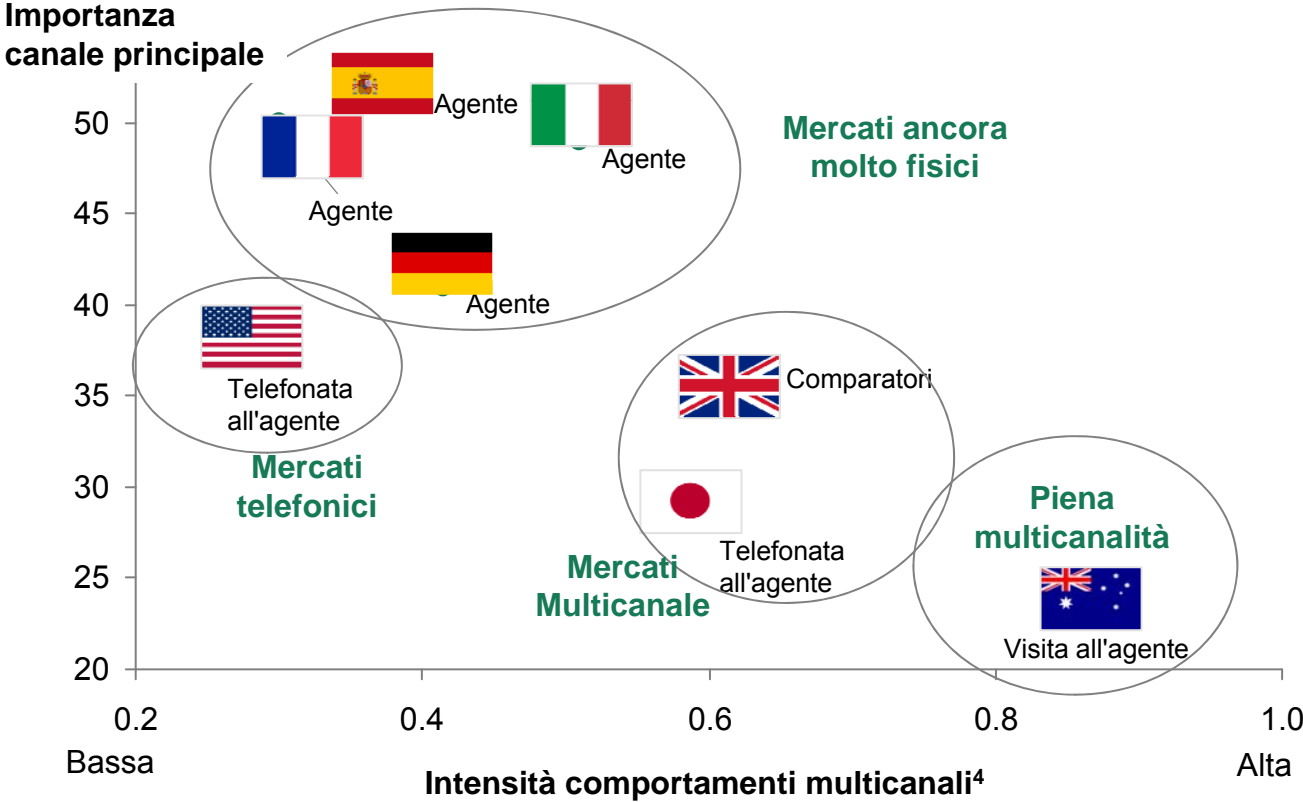 Importanza
canale principale
50
45
40
35
30
25
20
Agente
Agente
Agente
Agente
Mercati ancora
molto fisici
Telefonata
all'agente
Mercati
telefonici
Comparatori
Telefonata
all'agente
Mercati
Multicanale
Piena
multicanalità
Visita all'agente
0.2
0.4
0.6
0.8
1.0
Bassa
Alta
Intensità comportamenti multicanali⁴